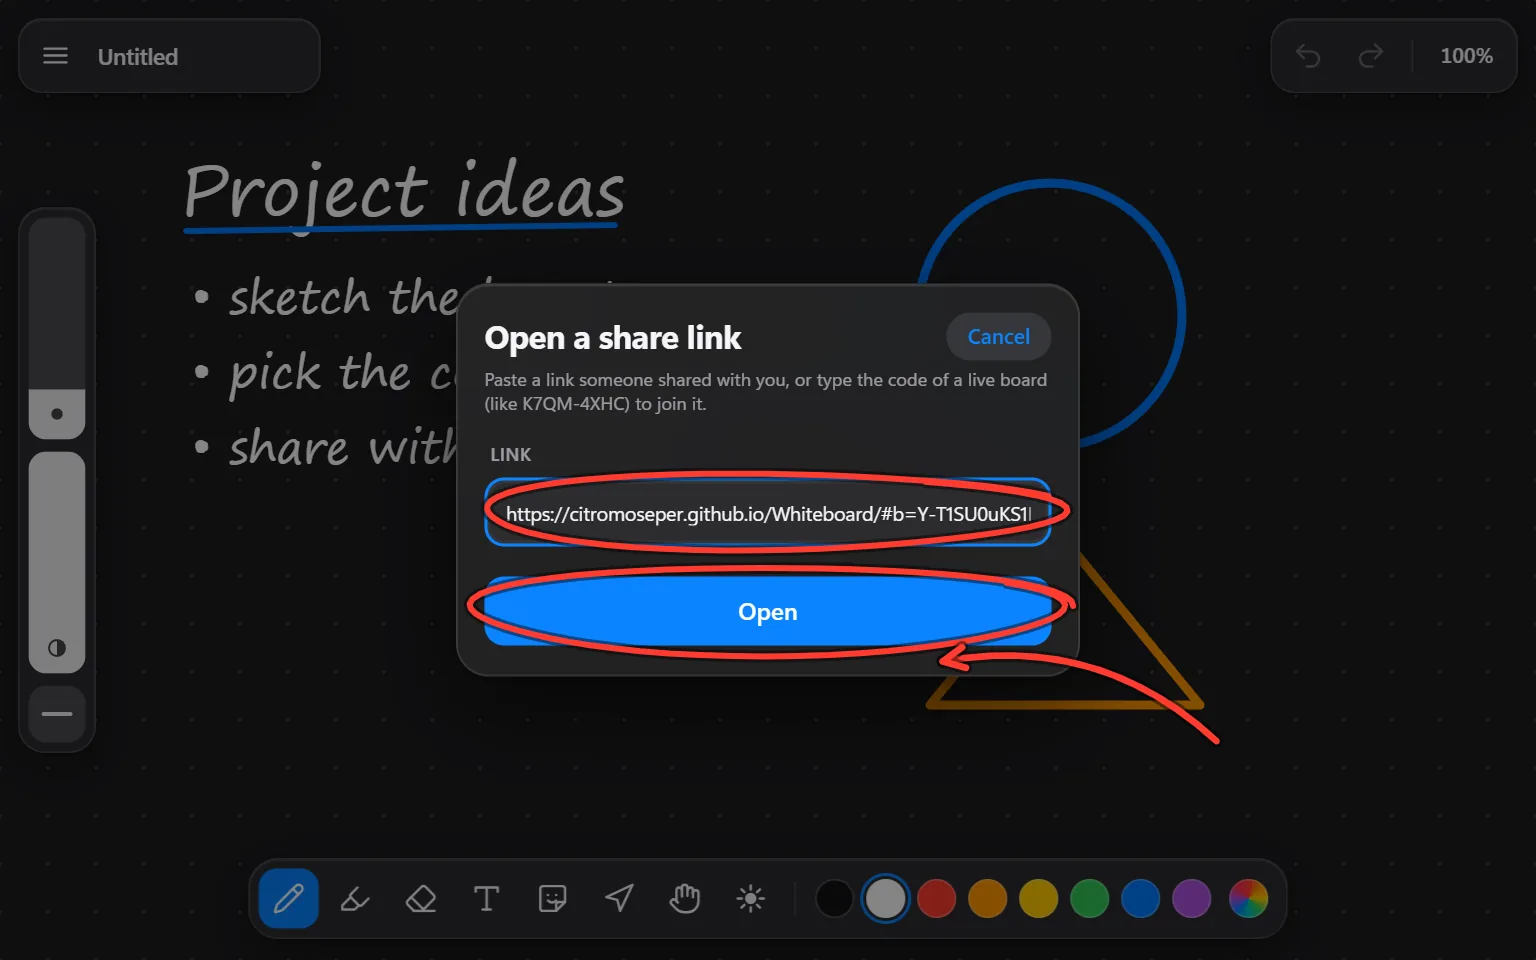 Untitled
100%
Project ideas
• sketch the
• pick the
• share with
Open a share link
Cancel
Paste a link someone shared with you, or type the code of a live board
(like K7QM-4XHC) to join it.
LINK
https://citromoseper.github.io/Whiteboard/#b=Y-T1SU0uKS1
Open